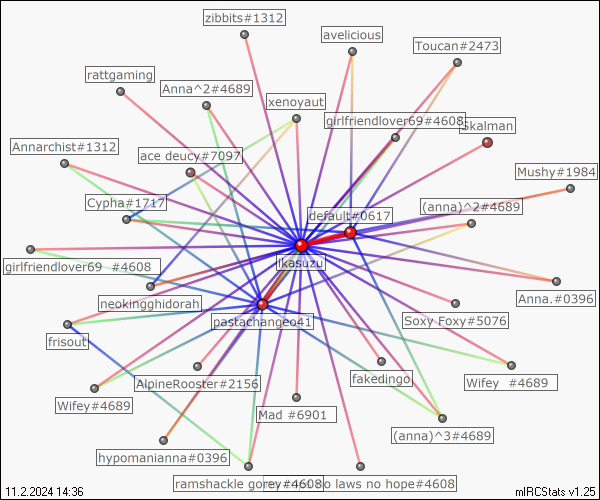 zibbits#1312
avelicious
Toucan#2473
rattgaming
Anna^2#4689
xenoyaut
girlfriendlover69#4608
Skalman
Annarchist#1312
ace deucy#7097
Mushy#1984
Cypha#1717
(anna)^2#4689
default#0617
girlfriendlover69 #4608
ikasuzu
Anna.#0396
neokingghidorah
Soxy Foxy#5076
pastachangeo41
frisout
fakedingo
Wifey #4689
AlpineRooster#2156
Wifey#4689
Mad #6901
(anna)^3#4689
hypomanianna#0396
ramshackle gorey#4608
no laws no hope#4608
11.2.2024 14:36
mIRCStats v1.25